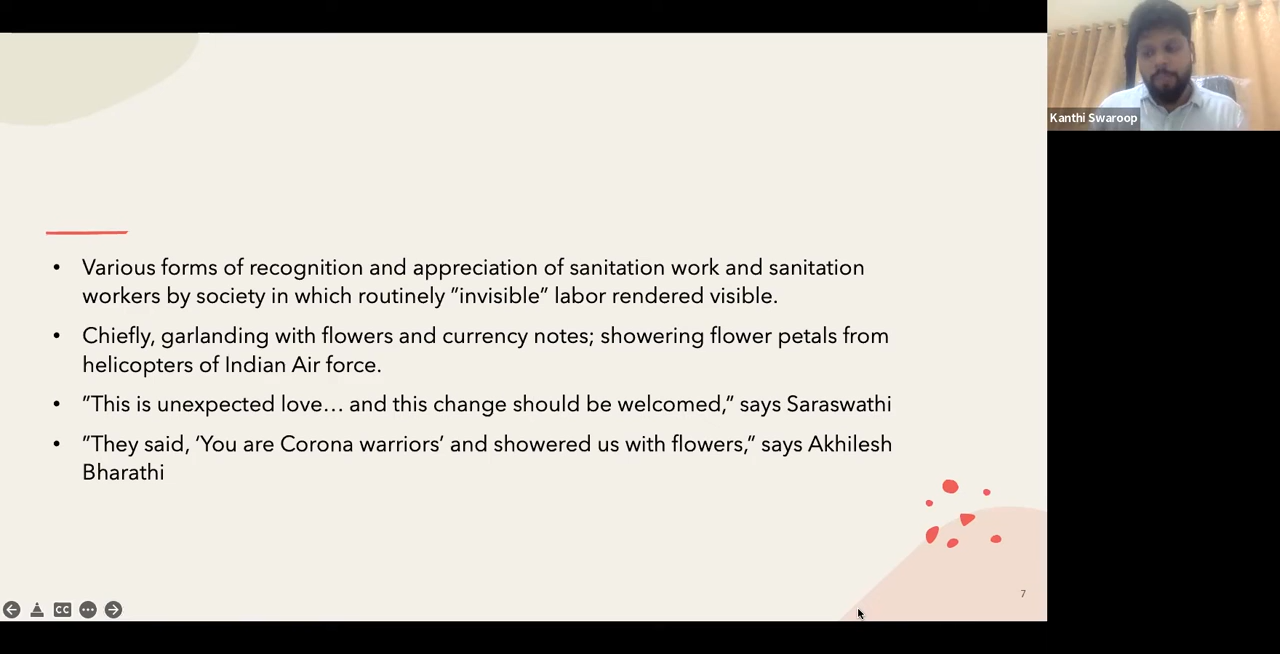 Kanthi Swaroop
• Various forms of recognition and appreciation of sanitation work and sanitation
workers by society in which routinely ”invisible” labor rendered visible.
• Chiefly, garlanding with flowers and currency notes; showering flower petals from
helicopters of Indian Air force.
• ”This is unexpected love… and this change should be welcomed,” says Saraswathi
• ”They said, ’You are Corona warriors’ and showered us with flowers,” says Akhilesh
Bharathi
7
CC